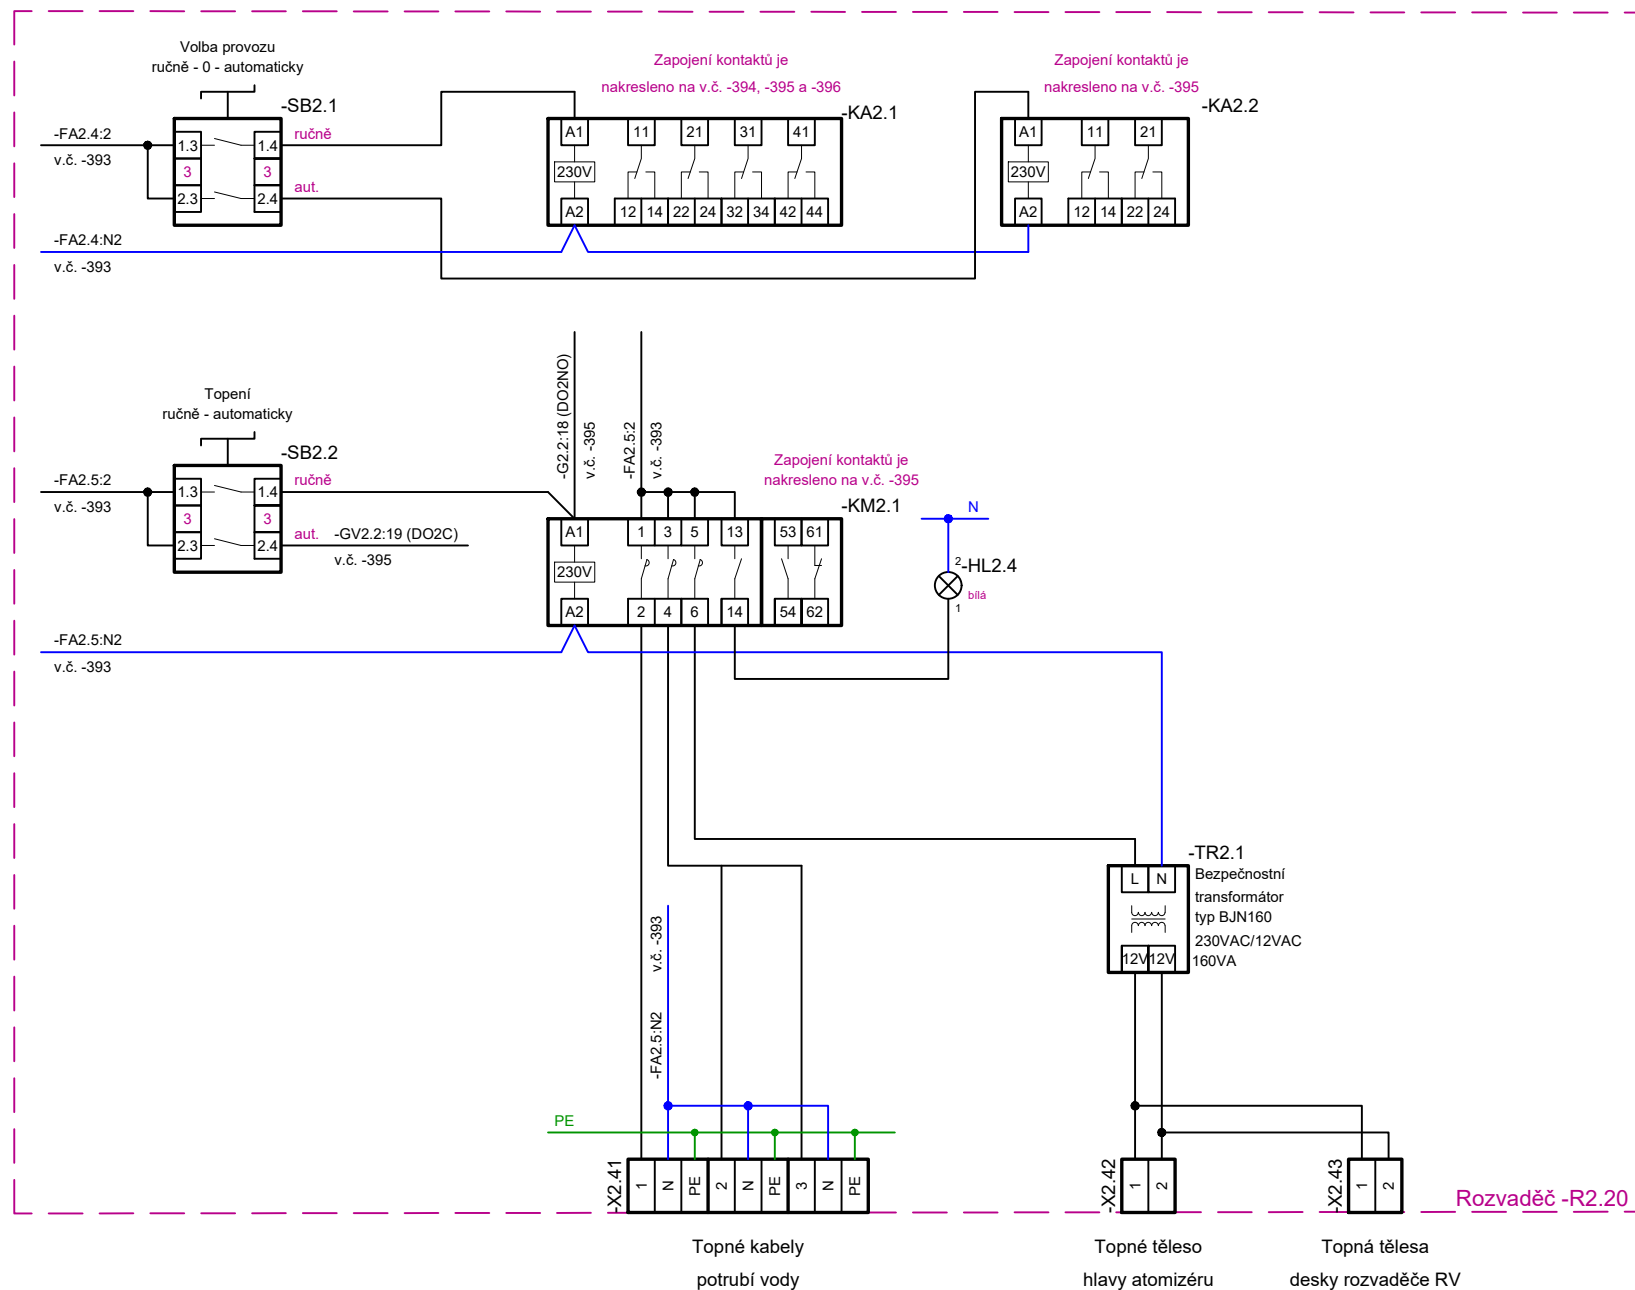 Volba provozu
ručně - 0 - automaticky
-SB2.1
-FA2.4:2
v.č. -393
1.3
1.4
ručně
3
3
aut.
2.3
2.4
-FA2.4:N2
v.č. -393
Zapojení kontaktů je
nakresleno na v.č. -394, -395 a -396
-KA2.1
A1
11
21
31
41
230V
A2
12
14
22
24
32
34
42
44
Zapojení kontaktů je
nakresleno na v.č. -395
-KA2.2
A1
11
21
230V
A2
12
14
22
24
Topení
ručně - automaticky
-SB2.2
-FA2.5:2
v.č. -393
1.3
1.4
ručně
3
3
aut.
-GV2.2:19 (DO2C)
2.3
2.4
v.č. -395
-FA2.5:N2
v.č. -393
-G2.2:18 (DO2NO)
v.č. -395
-FA2.5:2
v.č. -393
Zapojení kontaktů je
nakresleno na v.č. -395
-KM2.1
A1
1
3
5
13
53
61
230V
A2
2
4
6
14
54
62
N
2
-HL2.4
bílá
1
-TR2.1
L
N
Bezpečnostní
transformátor
typ BJN160
230VAC/12VAC
160VA
12V
12V
-FA2.5:N2
v.č. -393
PE
-X2.41
1
N
PE
2
N
PE
3
N
PE
-X2.42
1
2
-X2.43
1
2
Rozvaděč -R2.20
Topné kabely
potrubí vody
Topné těleso
hlavy atomizéru
Topná tělesa
desky rozvaděče RV